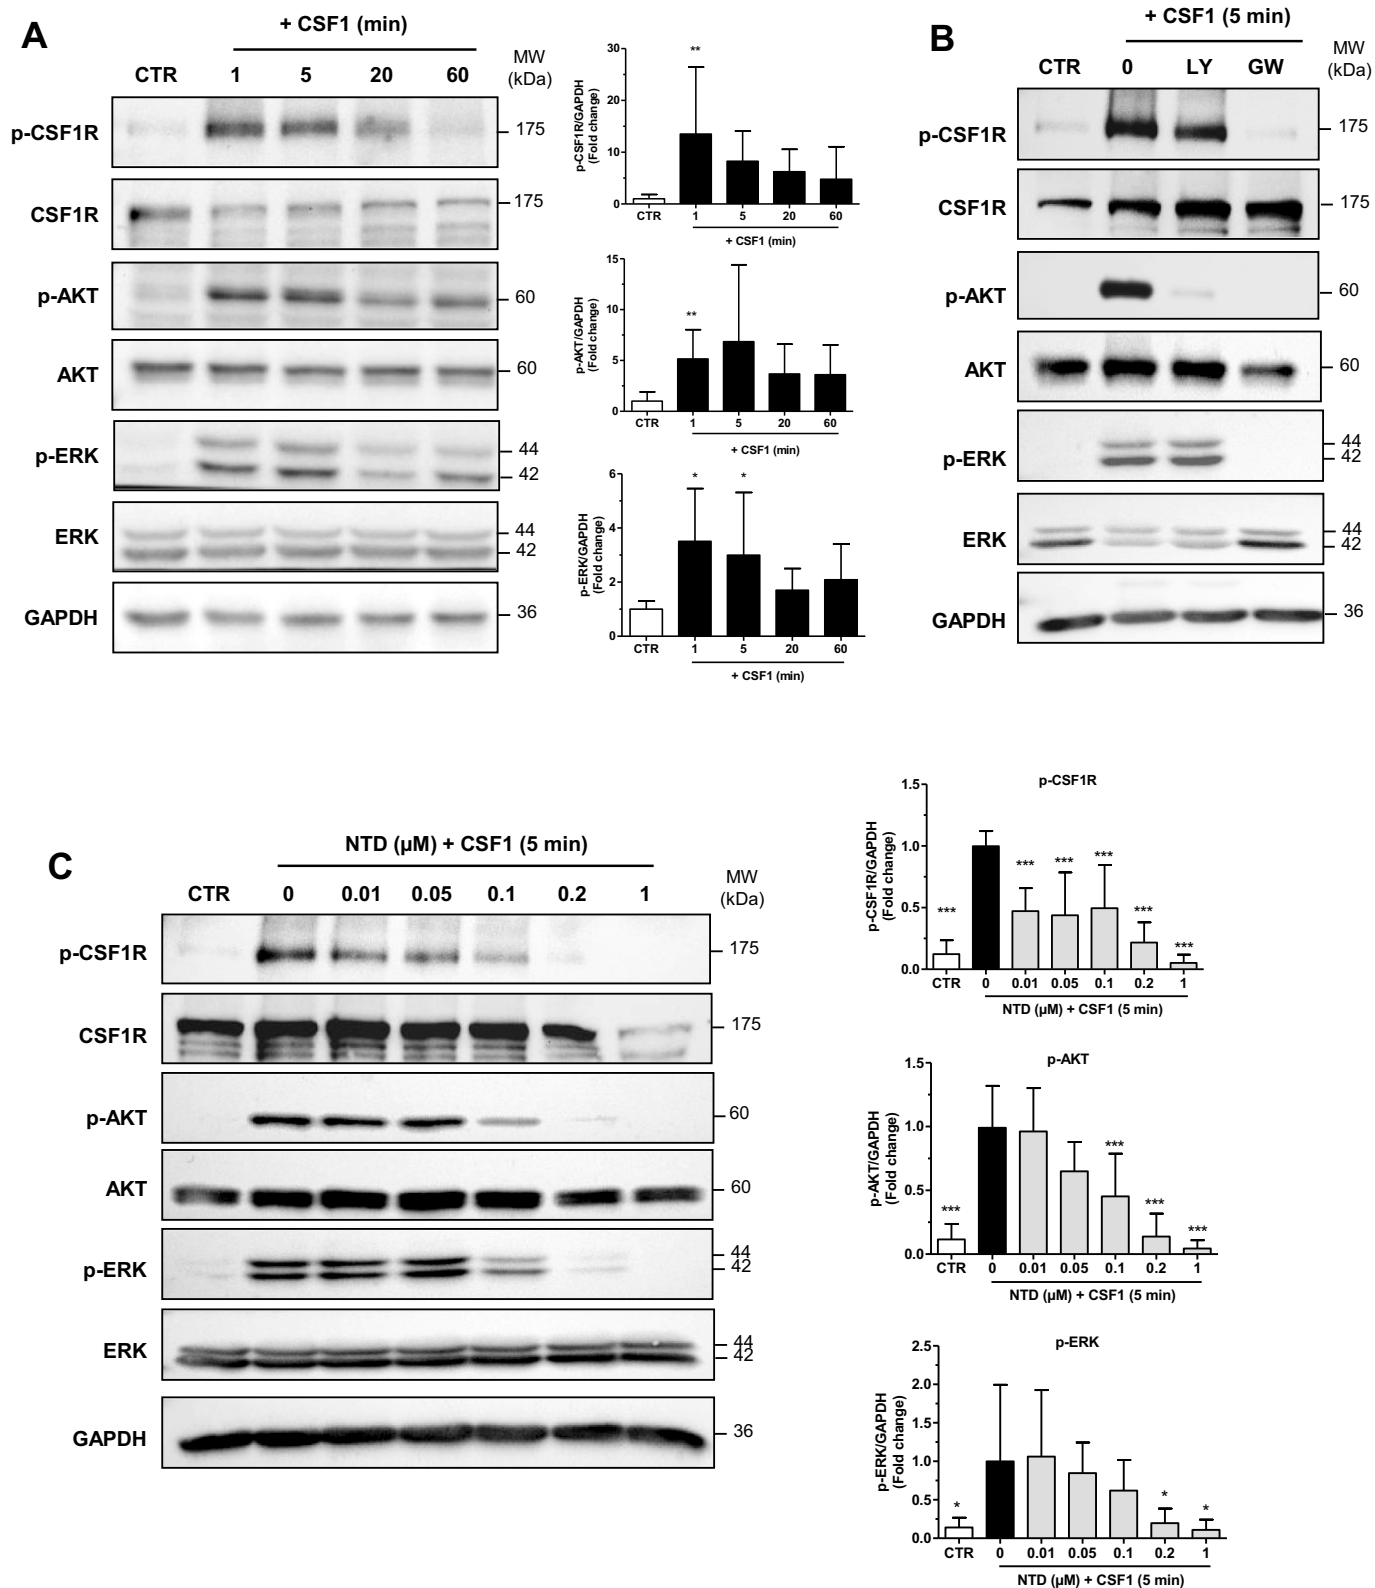 A
+ CSF1 (min)
CTR 1 5 20 60
MW
(kDa)
p-CSF1R
175
CSF1R
175
p-AKT
60
AKT
60
p-ERK
44
42
ERK
44
42
GAPDH
36
p-CSF1R/GAPDH
(Fold change)
30
20
10
0
**
CTR 1 5 20 60
+ CSF1 (min)
p-AKT/GAPDH
(Fold change)
15
10
5
0
**
CTR 1 5 20 60
+ CSF1 (min)
p-ERK/GAPDH
(Fold change)
6
4
2
0
* *
CTR 1 5 20 60
+ CSF1 (min)
B
+ CSF1 (5 min)
CTR 0 LY GW
MW
(kDa)
p-CSF1R
175
CSF1R
175
p-AKT
60
AKT
60
p-ERK
44
42
ERK
44
42
GAPDH
36
C
NTD (µM) + CSF1 (5 min)
CTR 0 0.01 0.05 0.1 0.2 1
MW
(kDa)
p-CSF1R
175
CSF1R
175
p-AKT
60
AKT
60
p-ERK
44
42
ERK
44
42
GAPDH
36
p-CSF1R
p-CSF1R/GAPDH
(Fold change)
1.5
1.0
0.5
0.0
*** *** *** *** *** ***
CTR 0 0.01 0.05 0.1 0.2 1
NTD (µM) + CSF1 (5 min)
p-AKT
p-AKT/GAPDH
(Fold change)
1.5
1.0
0.5
0.0
*** *** *** ***
CTR 0 0.01 0.05 0.1 0.2 1
NTD (µM) + CSF1 (5 min)
p-ERK
p-ERK/GAPDH
(Fold change)
2.5
2.0
1.5
1.0
0.5
0.0
* * *
CTR 0 0.01 0.05 0.1 0.2 1
NTD (µM) + CSF1 (5 min)